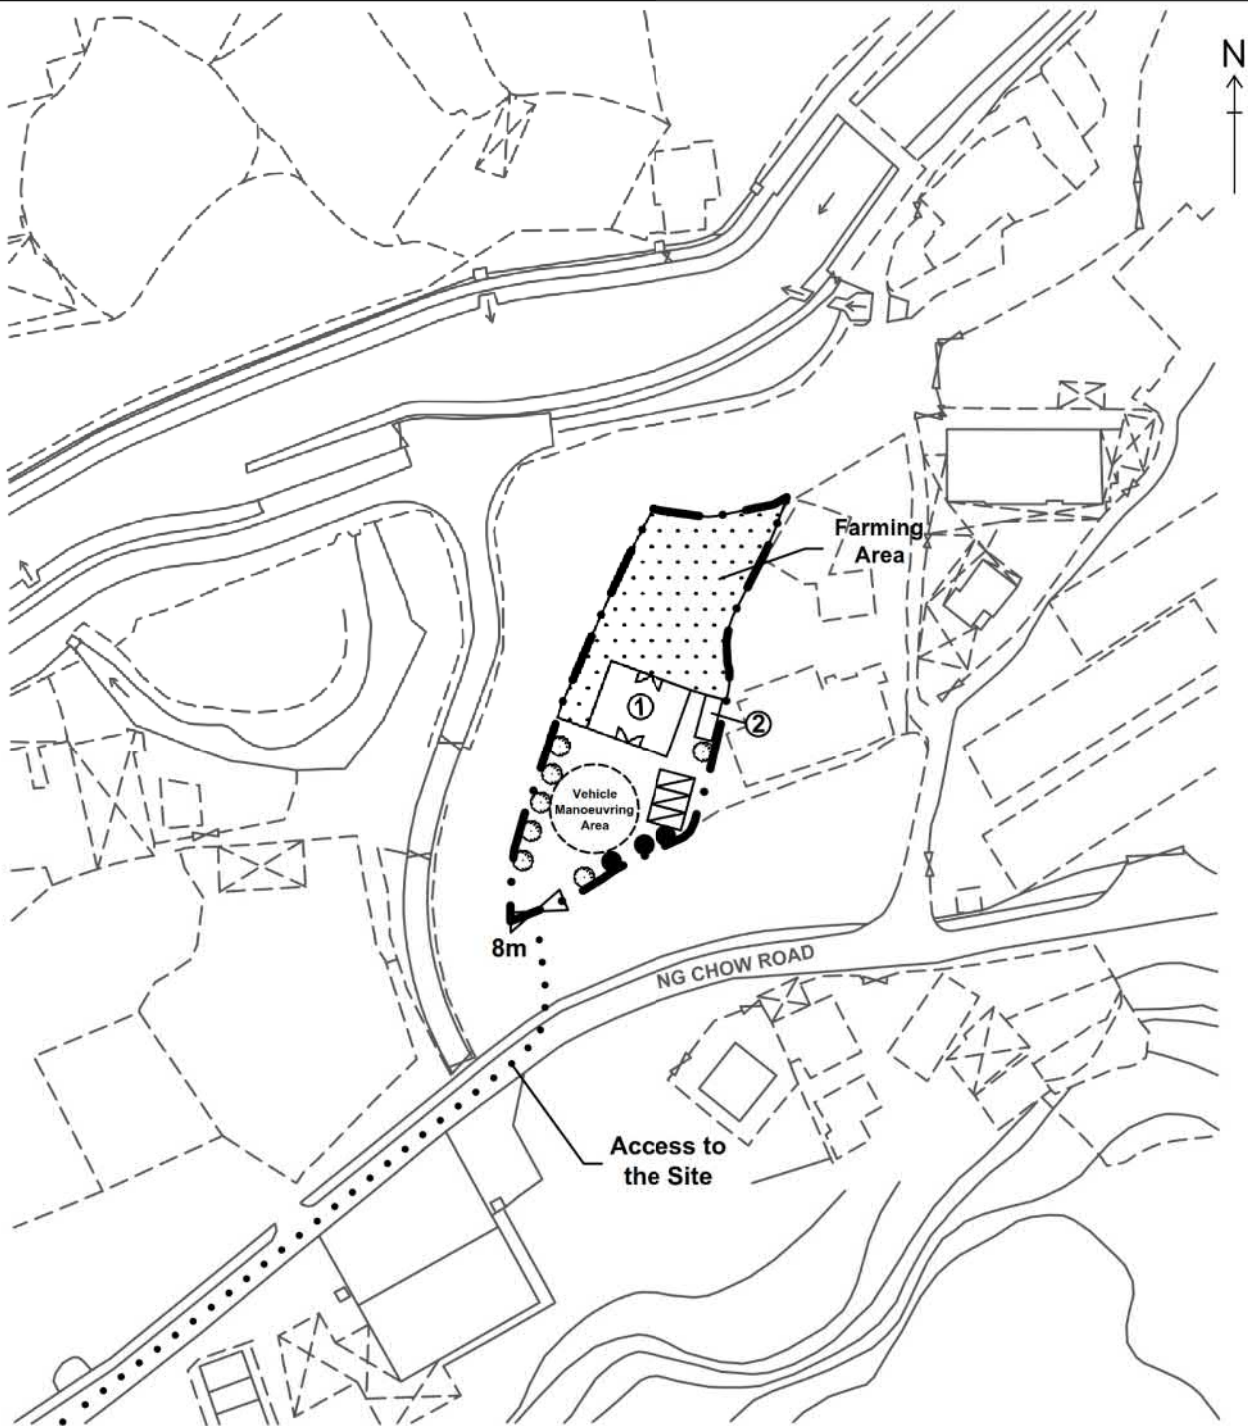 N
Farming
Area
①
②
Vehicle
Manoeuvring
Area
8m
NG CHOW ROAD
Access to
the Site